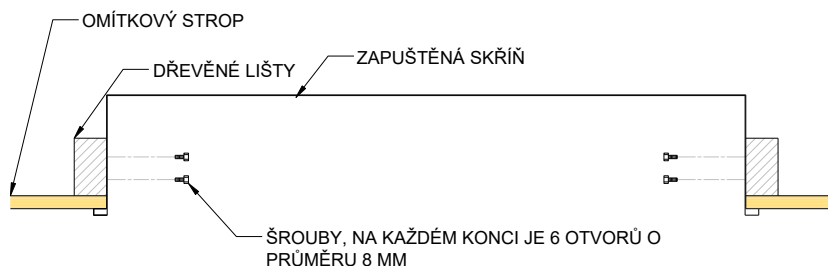 OMÍTKOVÝ STROP
DŘEVĚNÉ LIŠTY
ZAPUŠTĚNÁ SKŘÍŇ
ŠROUBY, NA KAŽDÉM KONCI JE 6 OTVORŮ O
PRŮMĚRU 8 MM